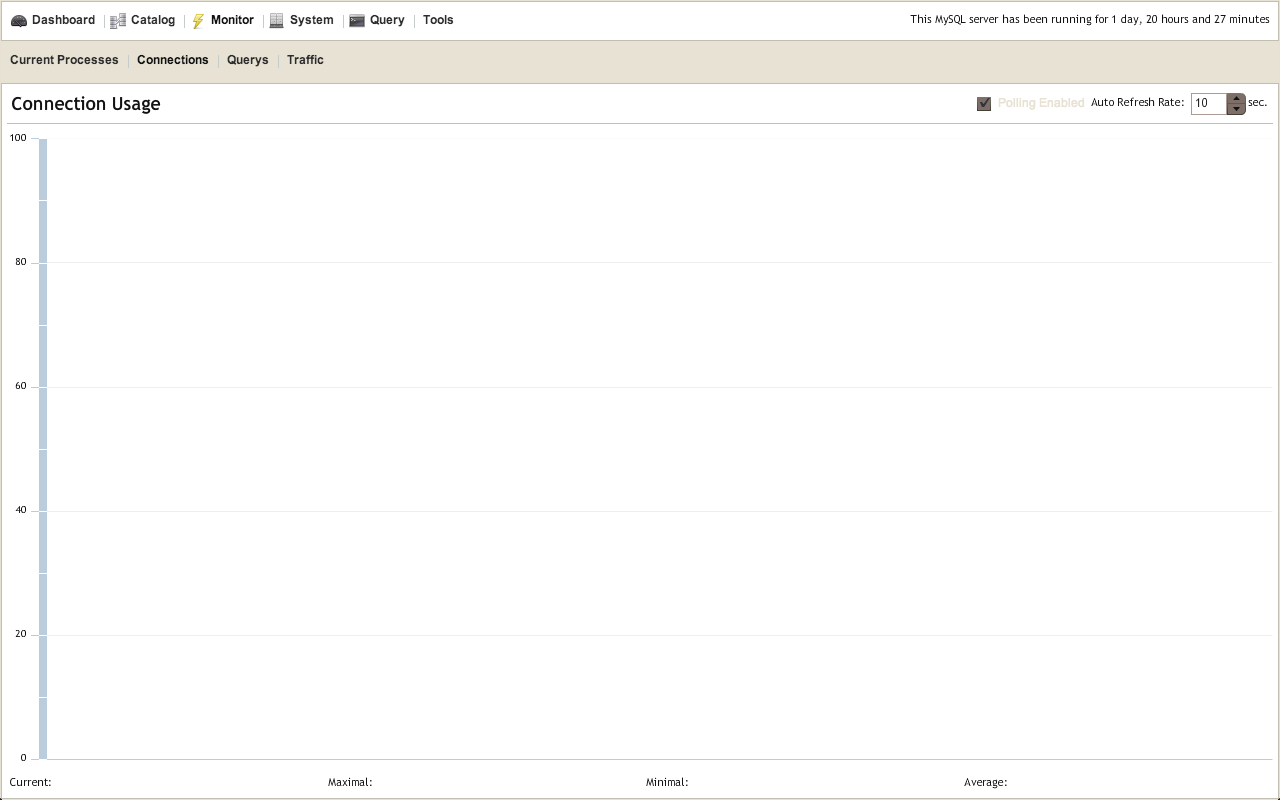 Dashboard Catalog Monitor System Query Tools This MySQL server has been running for 1 day, 20 hours and 27 minutes
Current Processes Connections Querys Traffic
Connection Usage Polling Enabled Auto Refresh Rate: 10 sec.
100
80
60
40
20
0
Current: Maximal: Minimal: Average: